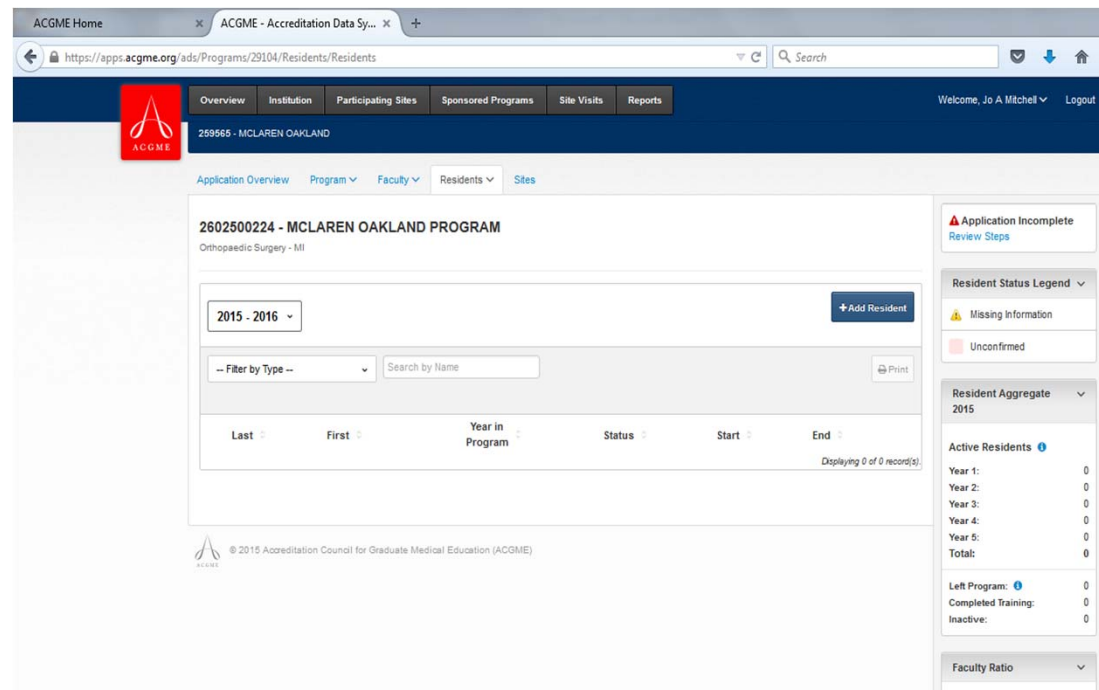 ACGME Home
ACGME - Accreditation Data Sy...
https://apps.acgme.org/ads/Programs/29104/Residents/Residents
Search
ACGME
Overview Institution Participating Sites Sponsored Programs Site Visits Reports
Welcome, Jo A Mitchell Logout
259565 - MCLAREN OAKLAND
Application Overview Program Faculty Residents Sites
2602500224 - MCLAREN OAKLAND PROGRAM
Orthopaedic Surgery - MI
2015 - 2016
+Add Resident
-- Filter by Type --
Search by Name
Print
Last First Year in Program Status Start End
Displaying 0 of 0 record(s).
ACGME
© 2015 Accreditation Council for Graduate Medical Education (ACGME)
Application Incomplete
Review Steps
Resident Status Legend
Missing Information
Unconfirmed
Resident Aggregate
2015
Active Residents
Year 1: 0
Year 2: 0
Year 3: 0
Year 4: 0
Year 5: 0
Total: 0
Left Program: 0
Completed Training: 0
Inactive: 0
Faculty Ratio